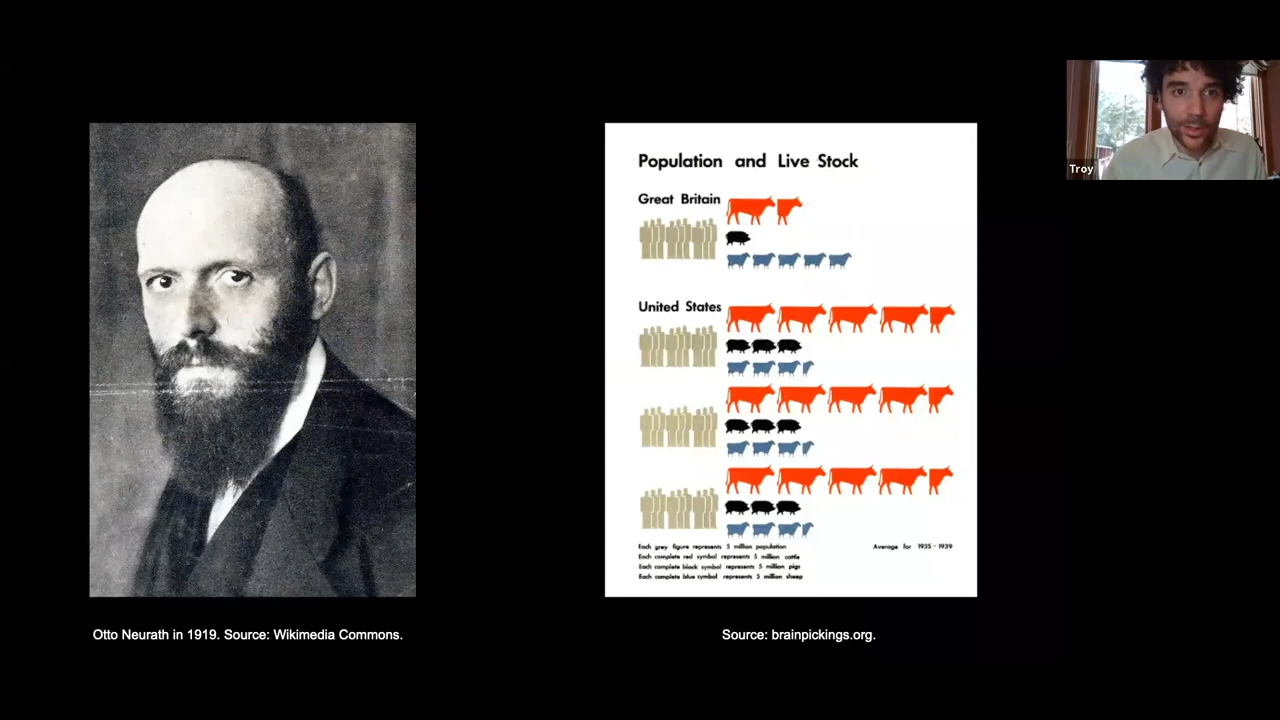 Troy
Population and Live Stock
Great Britain
United States
Each grey figure represents 5 million population
Each complete red symbol represents 5 million cattle
Each complete black symbol represents 5 million pigs
Each complete blue symbol represents 5 million sheep
Average for 1935-1939
Otto Neurath in 1919. Source: Wikimedia Commons.
Source: brainpickings.org.